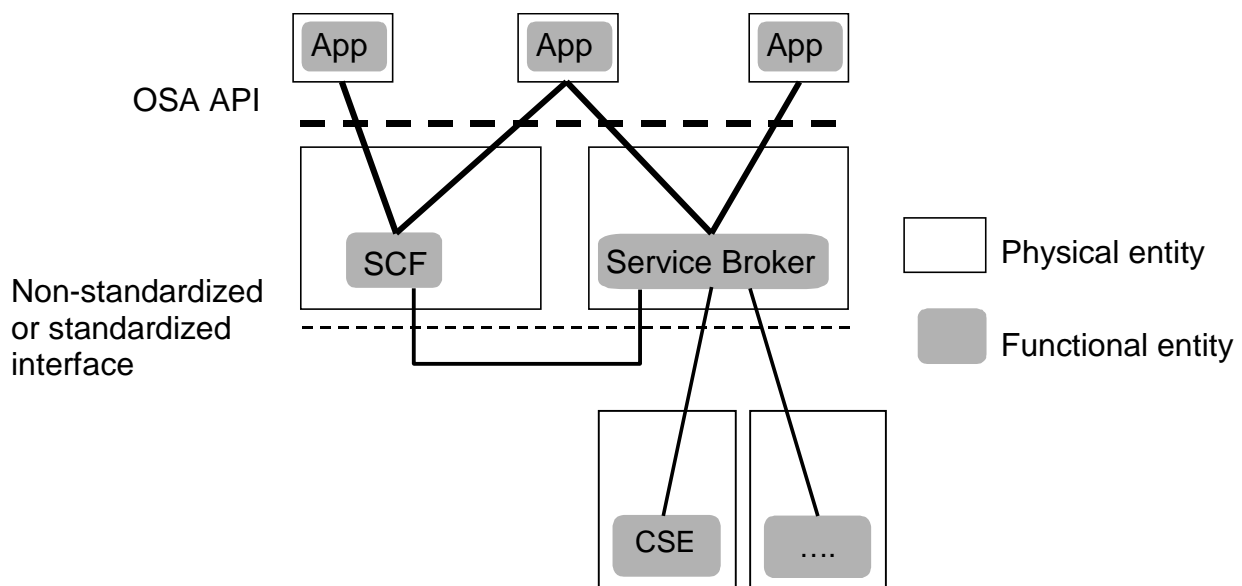 App
App
App
OSA API
SCF
Service Broker
Physical entity
Non-standardized
or standardized
interface
Functional entity
CSE
....